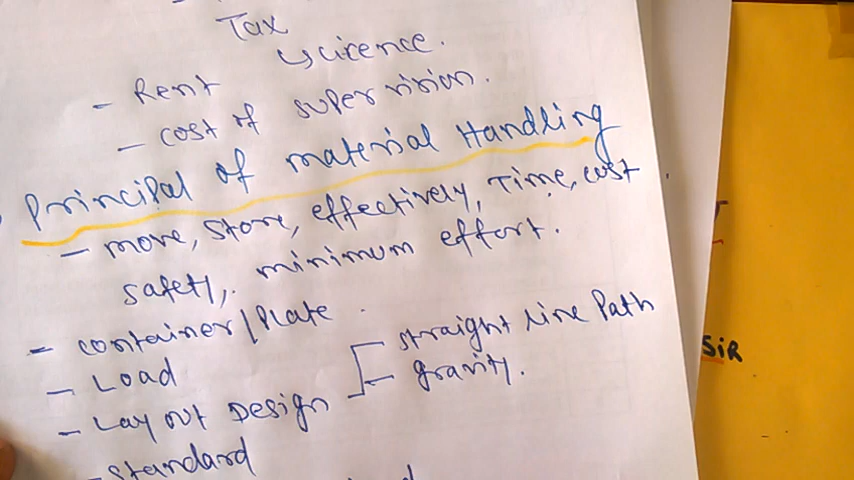 Tax
- Rent
- cost of supervision.
Principal of material Handling
- move, store, effectively, Time, cost
safety, minimum effort.
- container/Plate
- Load
- Lay out Design
straight line Path
- gravity.
- standard
SiR